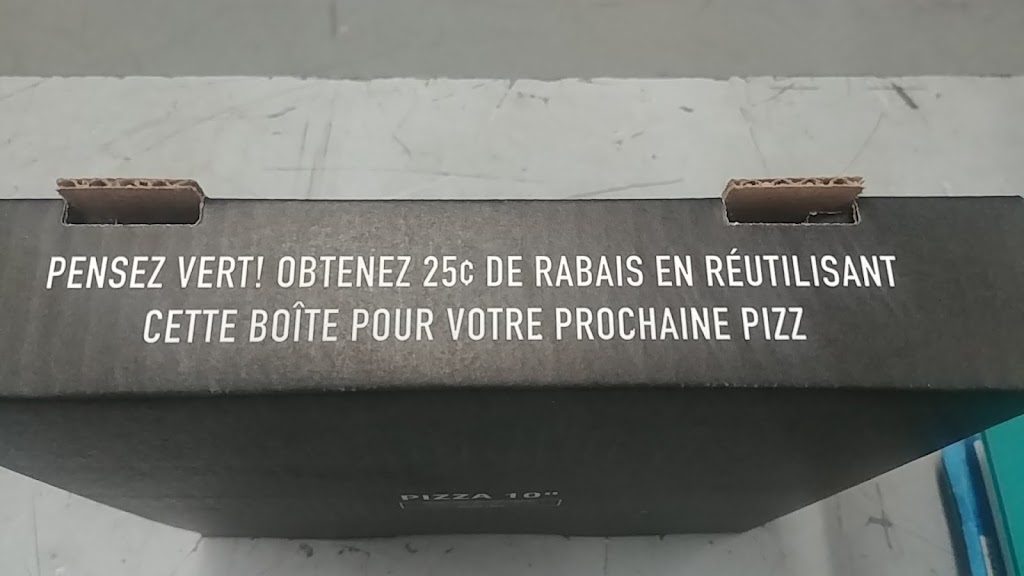 PENSEZ VERT! OBTENEZ 25¢ DE RABAIS EN RÉUTILISANT
CETTE BOÎTE POUR VOTRE PROCHAINE PIZZ
PIZZA 10"